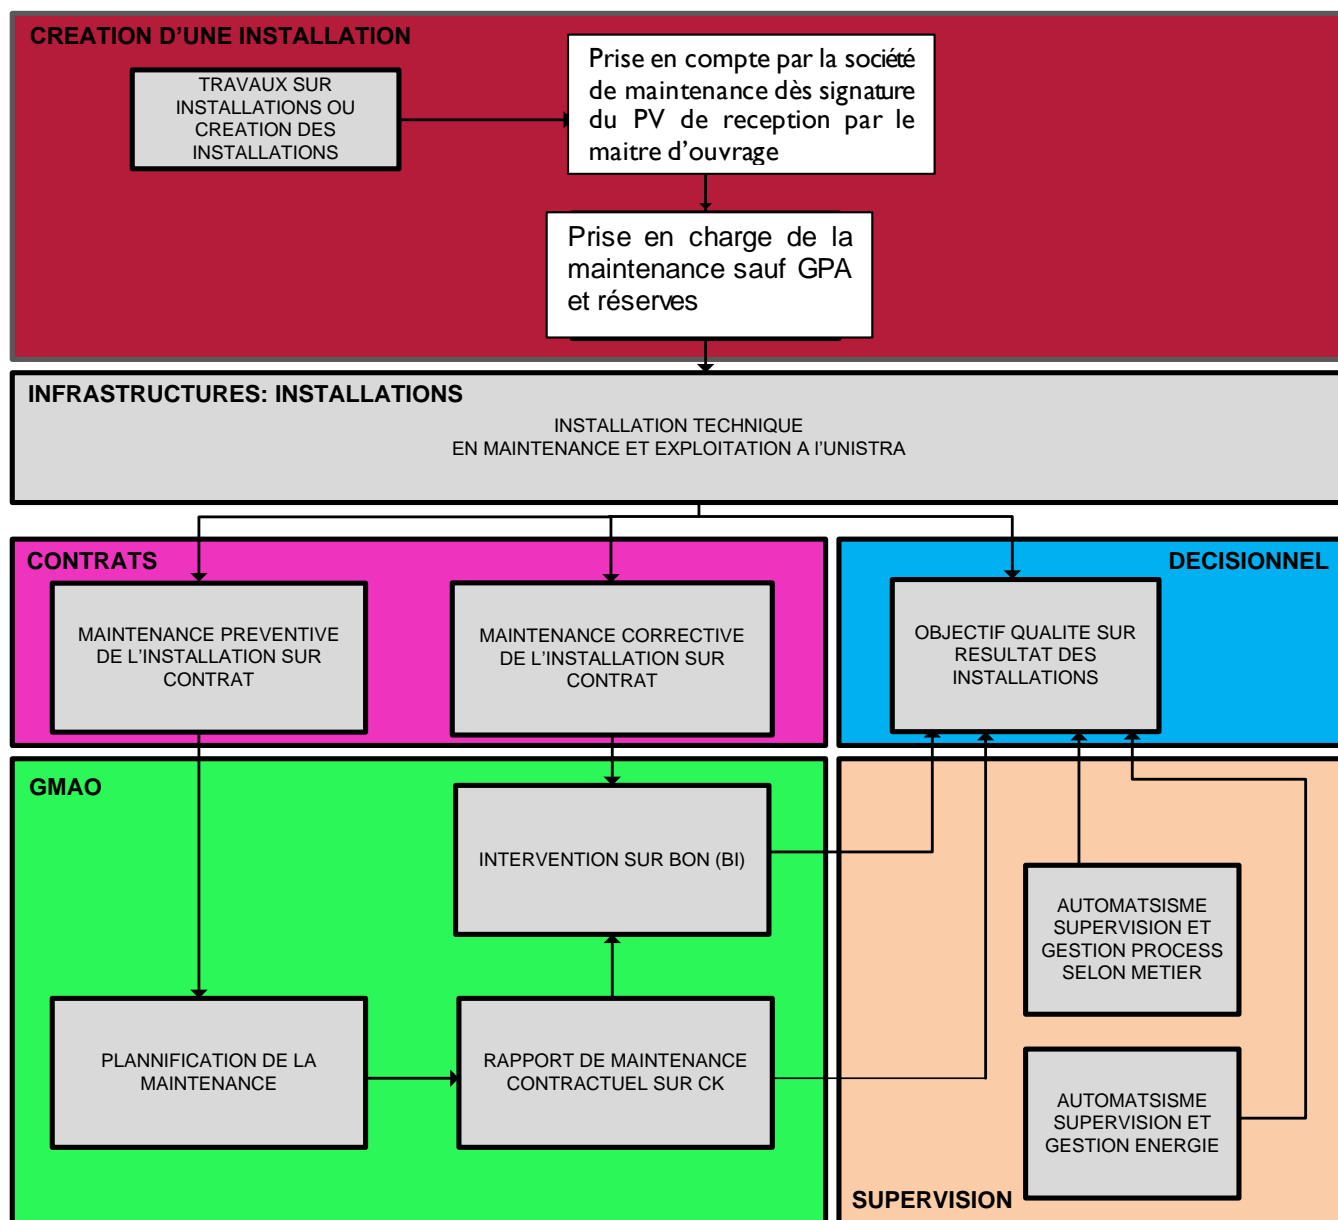 CREATION D’UNE INSTALLATION
TRAVAUX SUR
INSTALLATIONS OU
CREATION DES
INSTALLATIONS
Prise en compte par la société
de maintenance dès signature
du PV de reception par le
maitre d’ouvrage
Prise en charge de la
maintenance sauf GPA
et réserves
INFRASTRUCTURES: INSTALLATIONS
INSTALLATION TECHNIQUE
EN MAINTENANCE ET EXPLOITATION A l’UNISTRA
CONTRATS
MAINTENANCE PREVENTIVE
DE L’INSTALLATION SUR
CONTRAT
MAINTENANCE CORRECTIVE
DE L’INSTALLATION SUR
CONTRAT
DECISIONNEL
OBJECTIF QUALITE SUR
RESULTAT DES
INSTALLATIONS
GMAO
INTERVENTION SUR BON (BI)
PLANNIFICATION DE LA
MAINTENANCE
RAPPORT DE MAINTENANCE
CONTRACTUEL SUR CK
AUTOMATSISME
SUPERVISION ET
GESTION PROCESS
SELON METIER
AUTOMATSISME
SUPERVISION ET
GESTION ENERGIE
SUPERVISION